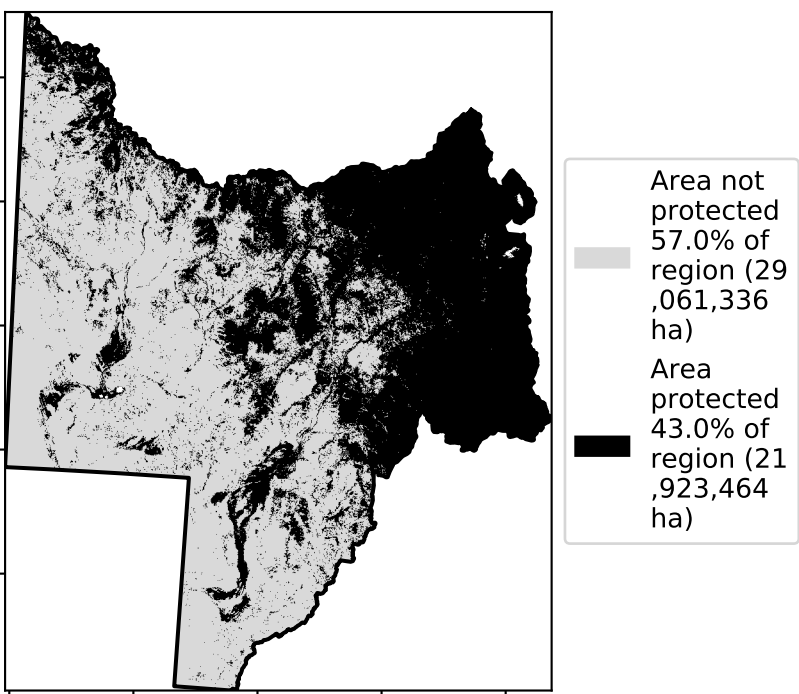 Area not
protected
57.0% of
region (29
,061,336
ha)
Area
protected
43.0% of
region (21
,923,464
ha)